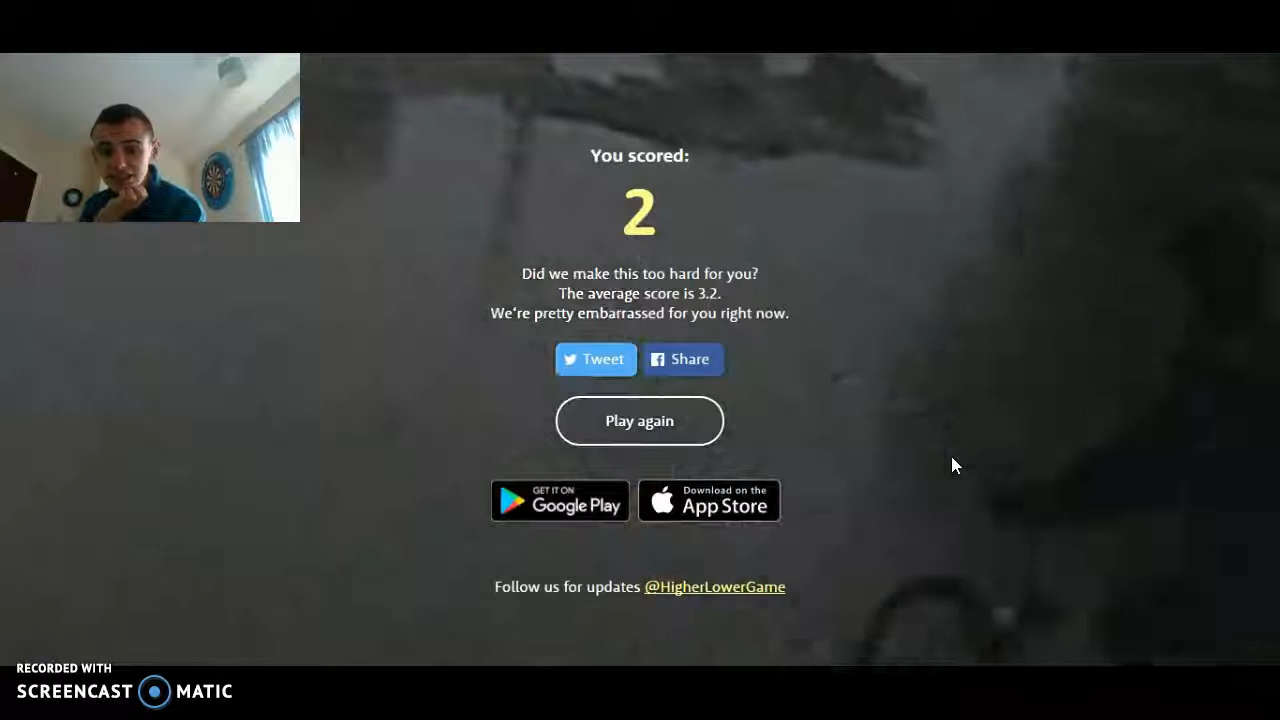 You scored:
2
Did we make this too hard for you?
The average score is 3.2.
We're pretty embarrassed for you right now.
Tweet Share
Play again
GET IT ON Download on the
Google Play App Store
Follow us for updates @HigherLowerGame
RECORDED WITH
SCREENCAST MATIC